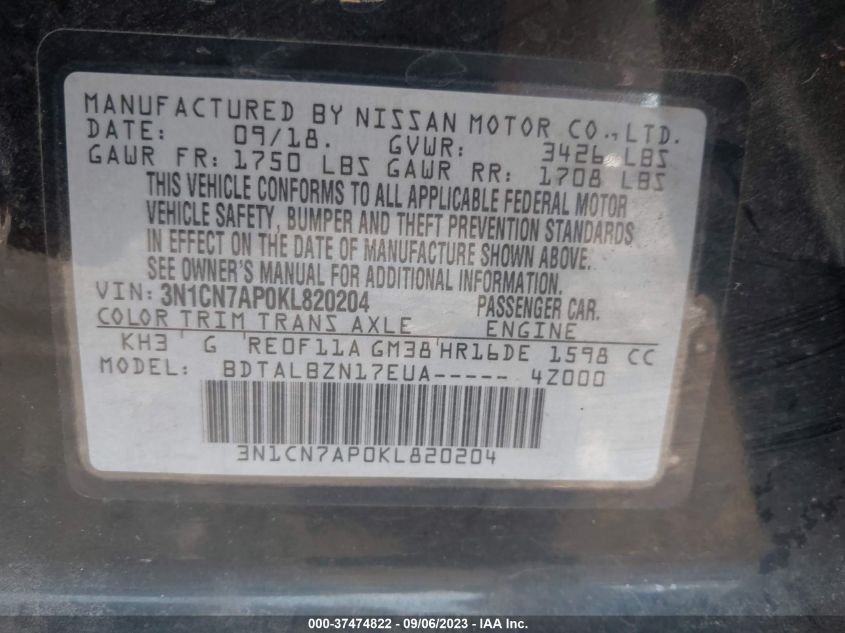 MANUFACTURED BY NISSAN MOTOR CO., LTD.
DATE: 09/18. GVWR: 3426 LBS
GAWR FR: 1750 LBS GAWR RR: 1708 LBS
THIS VEHICLE CONFORMS TO ALL APPLICABLE FEDERAL MOTOR
VEHICLE SAFETY, BUMPER AND THEFT PREVENTION STANDARDS
IN EFFECT ON THE DATE OF MANUFACTURE SHOWN ABOVE.
SEE OWNER'S MANUAL FOR ADDITIONAL INFORMATION.
VIN: 3N1CN7AP0KL820204 PASSENGER CAR.
COLOR TRIM TRANS AXLE ENGINE
KH3 G RE0F11A GM38 HR16DE 1598 CC
MODEL: BDTALBZN17EUA----- 4Z000
3N1CN7AP0KL820204
000-37474822 - 09/06/2023 - IAA Inc.